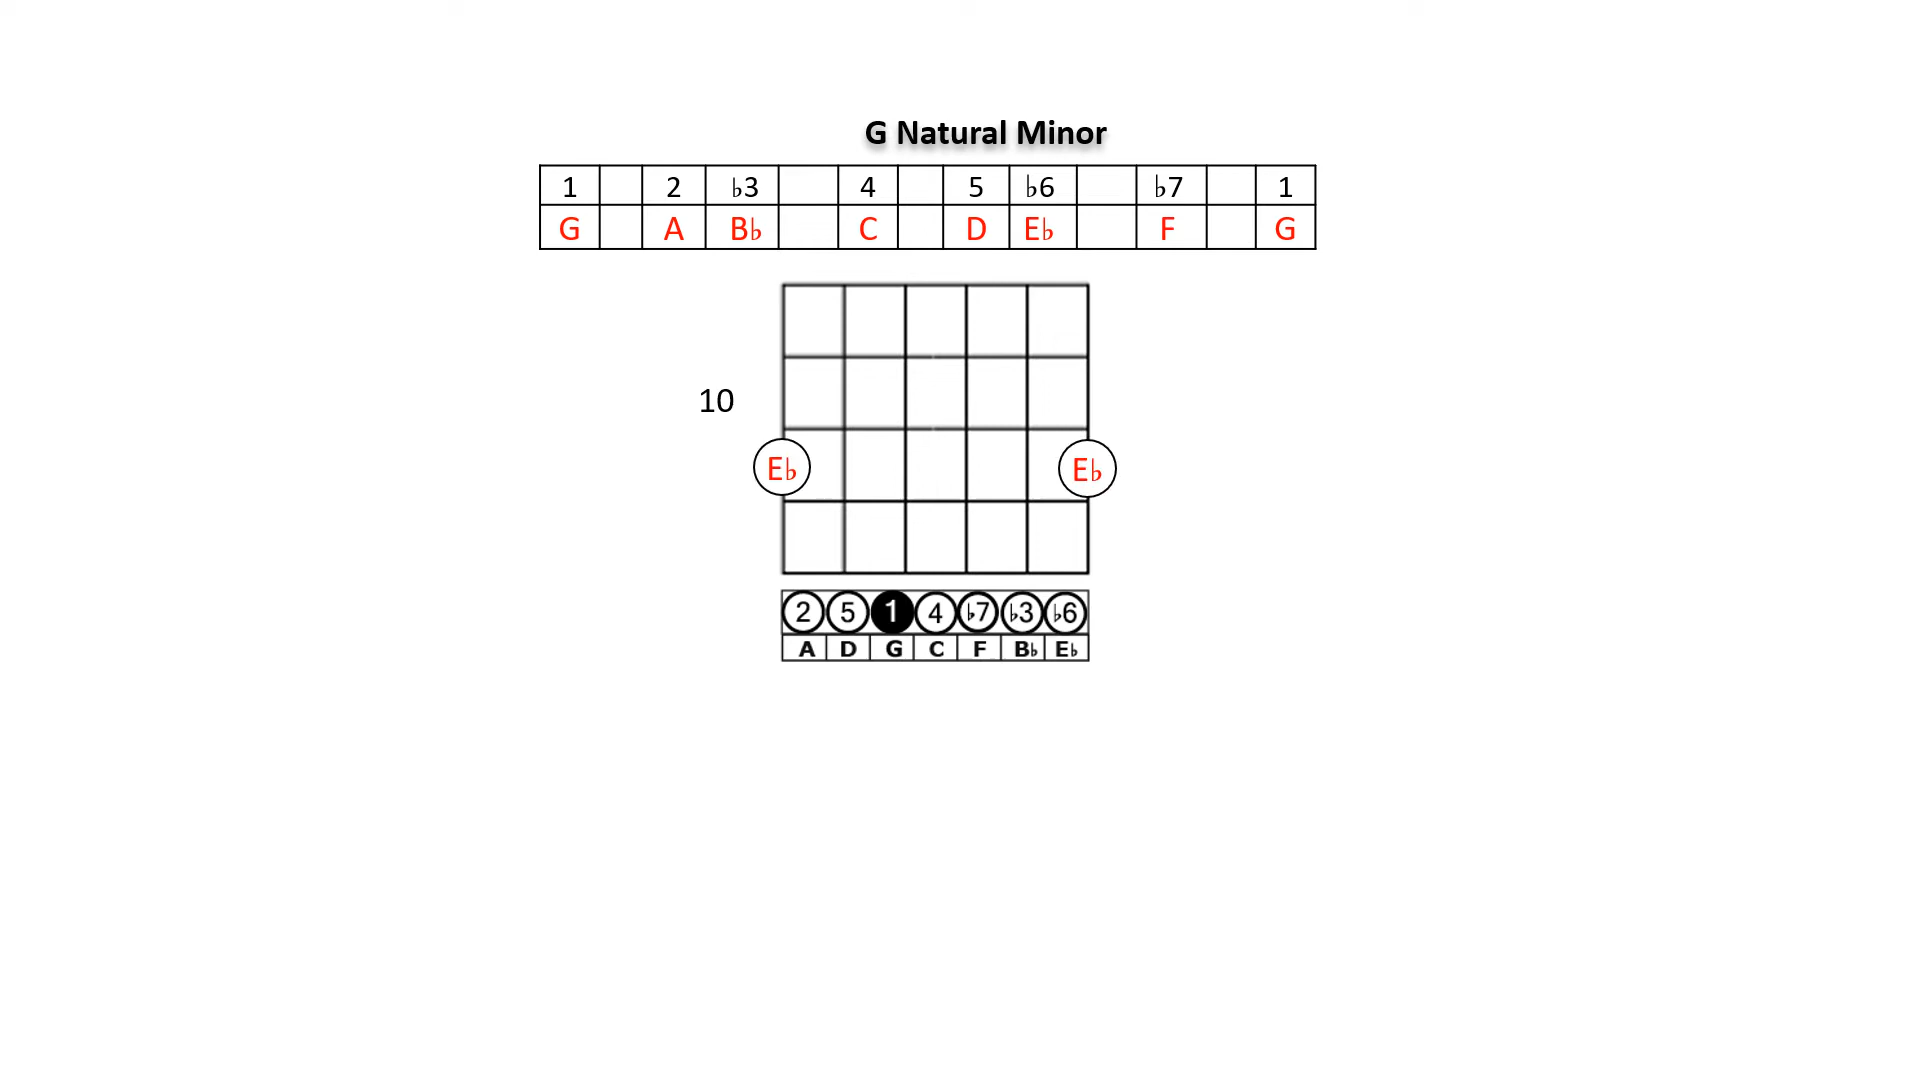 G Natural Minor
1 2 ♭3 4 5 ♭6 ♭7 1
G A B♭ C D E♭ F G
10
E♭ E♭
2 5 1 4 ♭7 ♭3 ♭6
A D G C F B♭ E♭